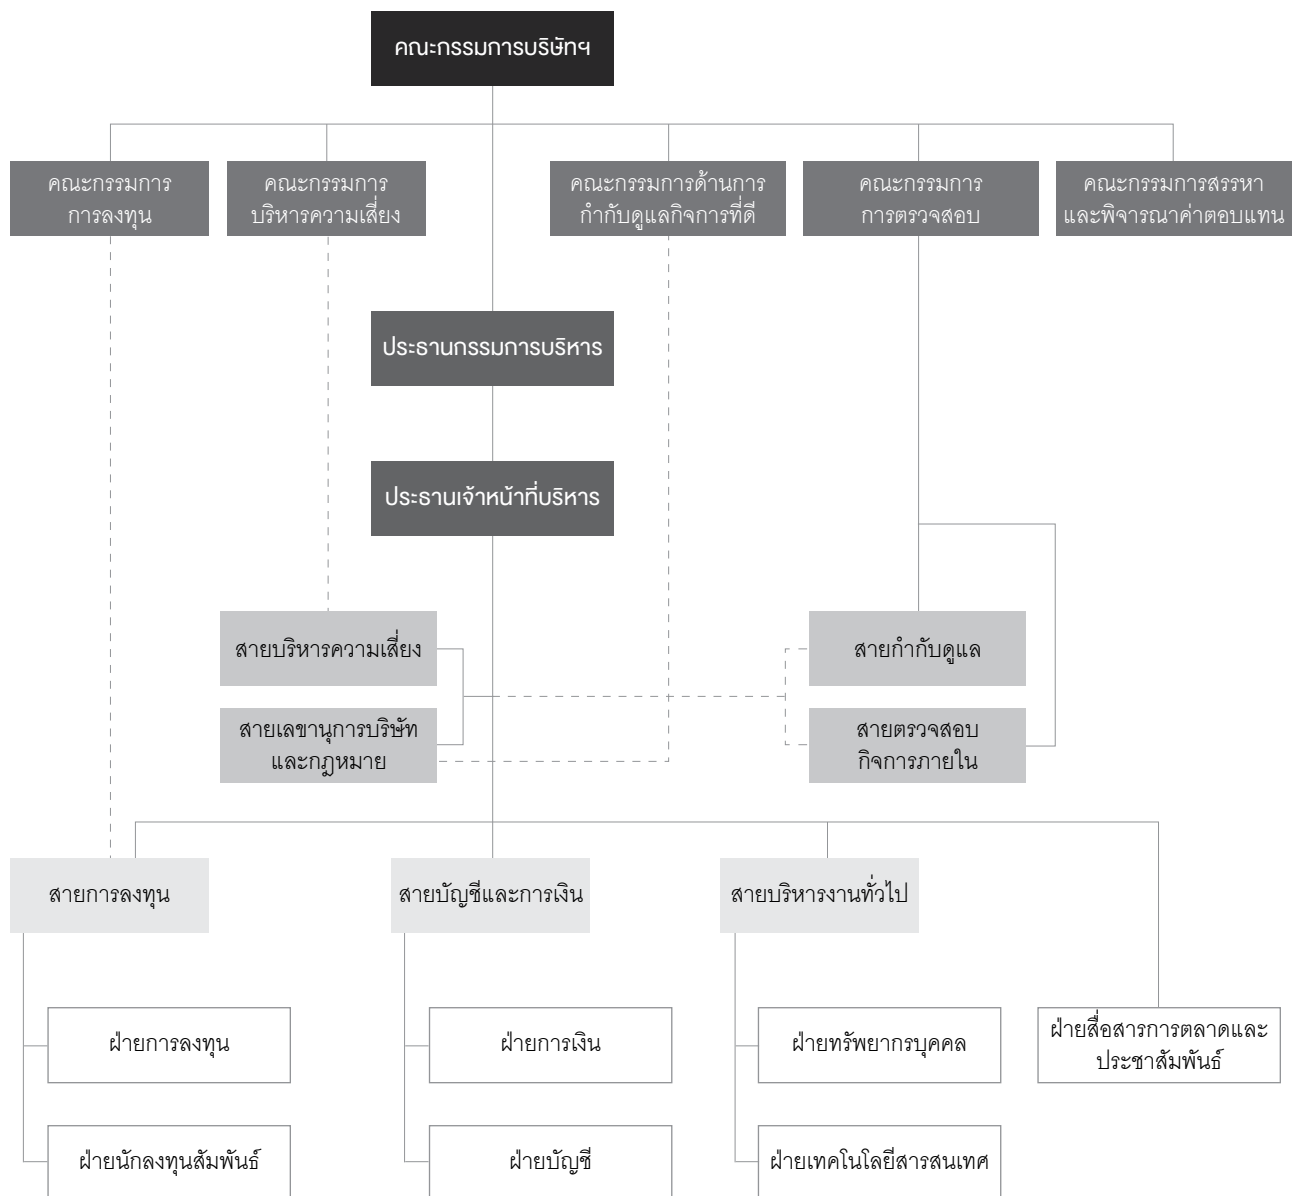 คณะกรรมการบริษัทฯ
คณะกรรมการ
การลงทุน
คณะกรรมการ
บริหารความเสี่ยง
คณะกรรมการด้านการ
กำกับดูแลกิจการที่ดี
คณะกรรมการ
การตรวจสอบ
คณะกรรมการสรรหา
และพิจารณาค่าตอบแทน
ประธานกรรมการบริหาร
ประธานเจ้าหน้าที่บริหาร
สายบริหารความเสี่ยง
สายกำกับดูแล
สายเลขานุการบริษัท
และกฎหมาย
สายตรวจสอบ
กิจการภายใน
สายการลงทุน
สายบัญชีและการเงิน
สายบริหารงานทั่วไป
ฝ่ายการลงทุน
ฝ่ายการเงิน
ฝ่ายทรัพยากรบุคคล
ฝ่ายสื่อสารการตลาดและ
ประชาสัมพันธ์
ฝ่ายนักลงทุนสัมพันธ์
ฝ่ายบัญชี
ฝ่ายเทคโนโลยีสารสนเทศ